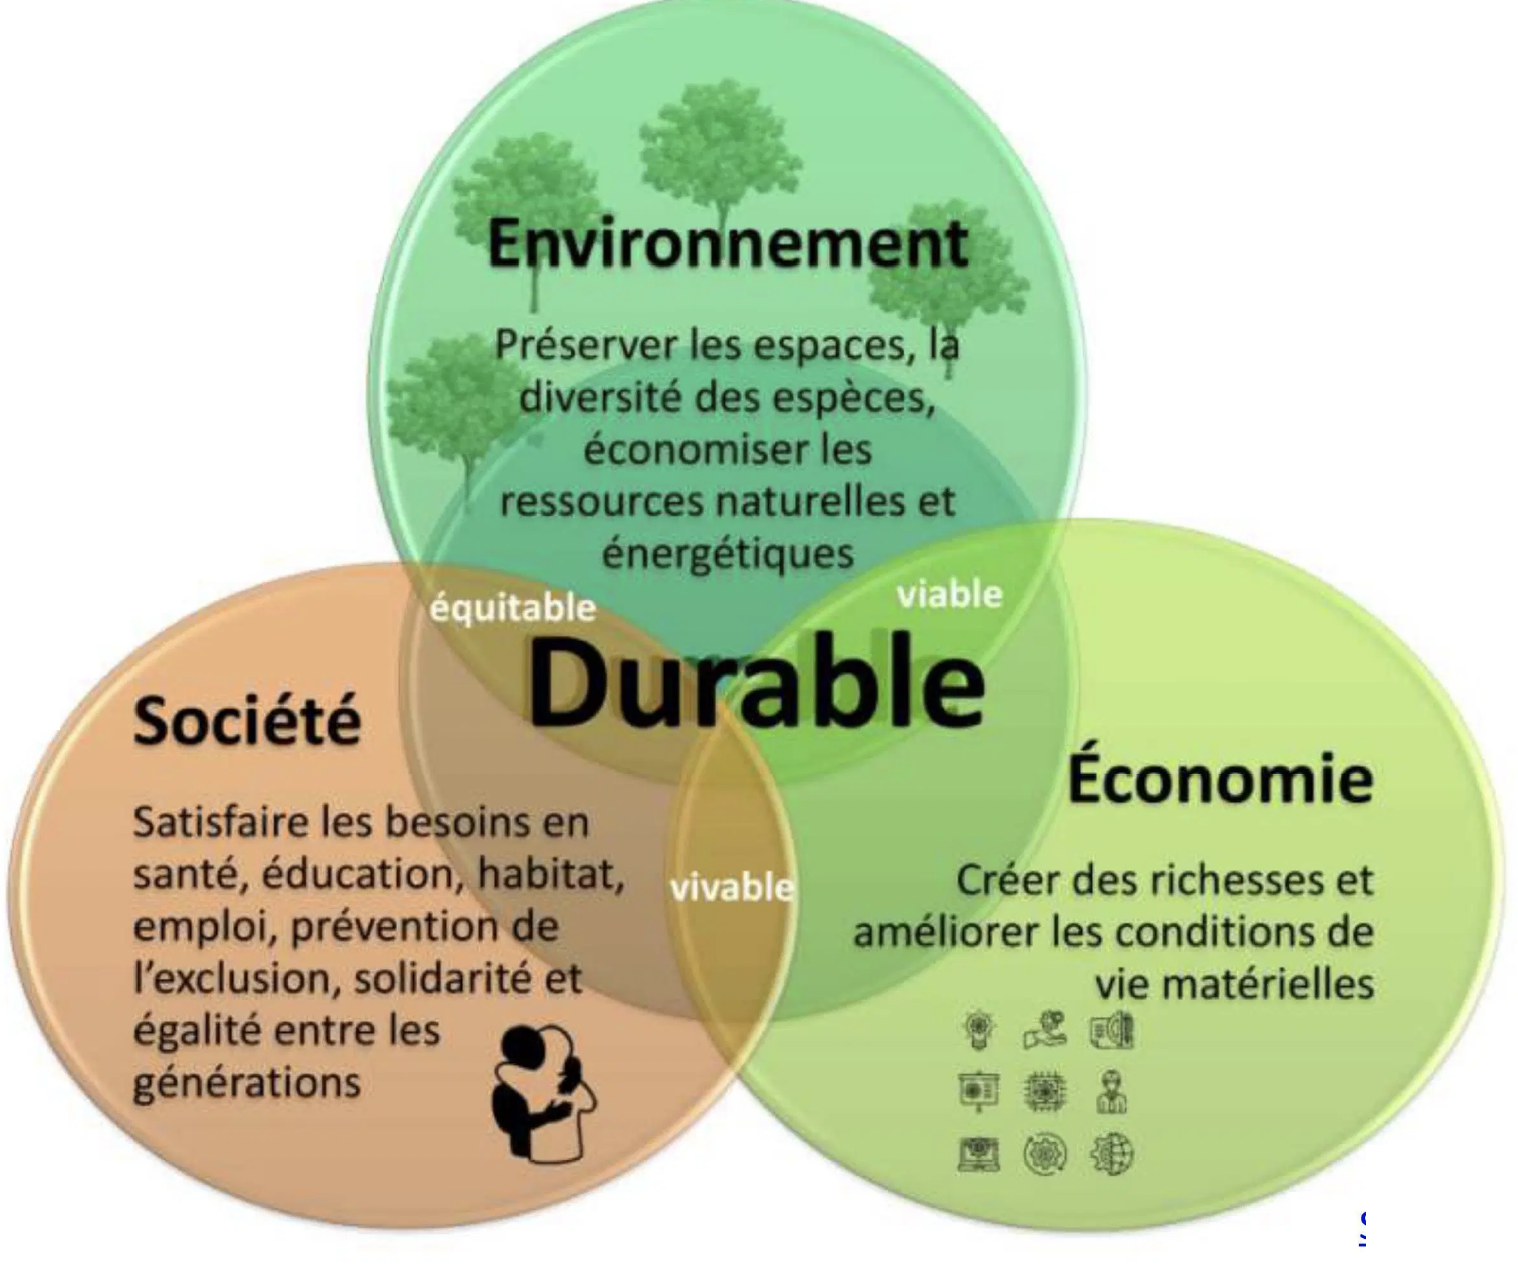 Environnement
Préserver les espaces, la
diversité des espèces,
économiser les
ressources naturelles et
énergétiques
équitable
viable
Durable
Société
Satisfaire les besoins en
santé, éducation, habitat,
emploi, prévention de
l’exclusion, solidarité et
égalité entre les
générations
vivable
Économie
Créer des richesses et
améliorer les conditions de
vie matérielles